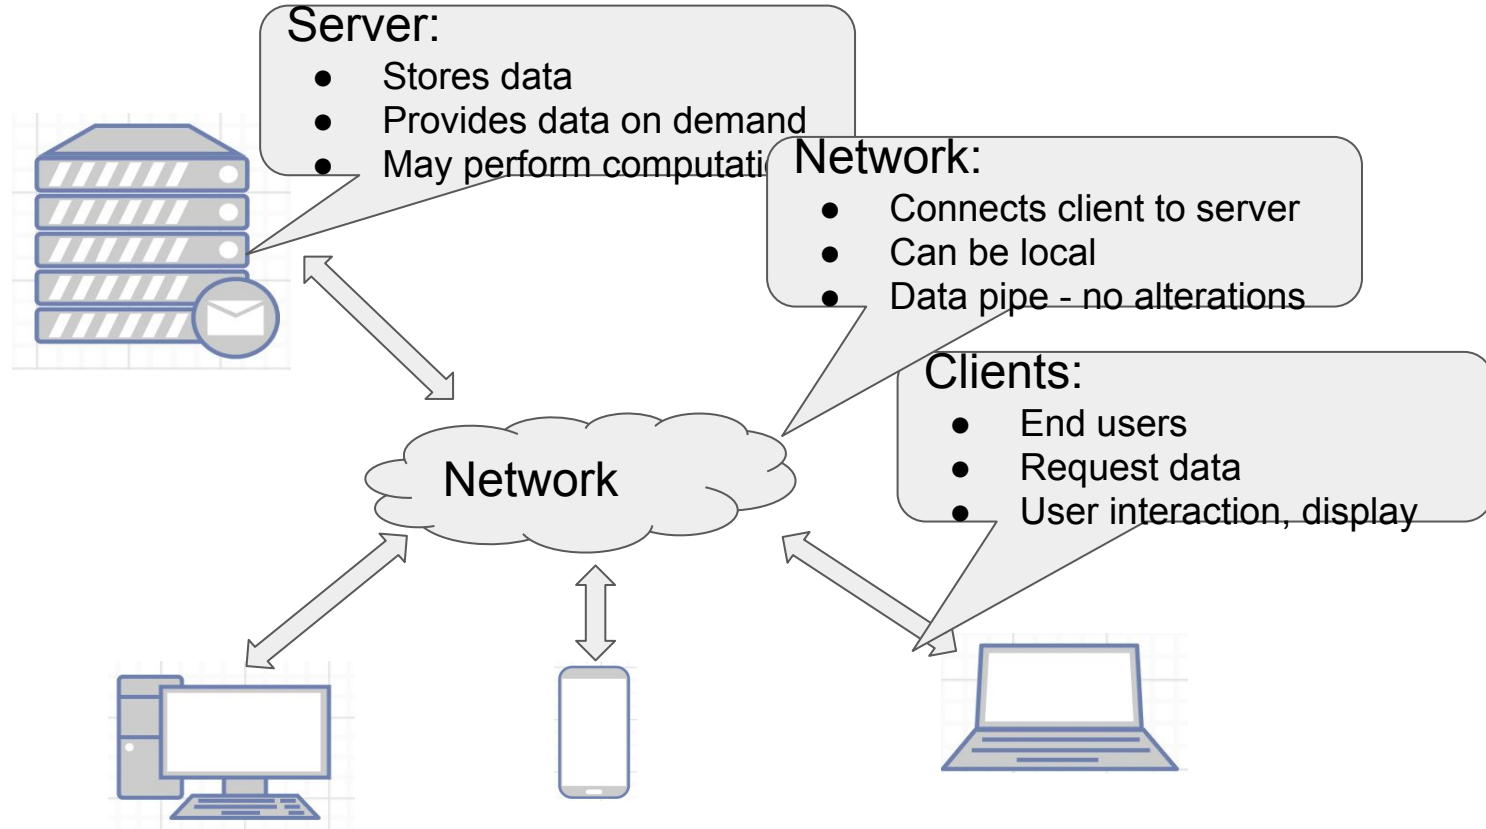 Server:
● Stores data
● Provides data on demand
● May perform
Network:
● Connects client to server
● Can be local
● Data pipe - no alterations
Clients:
● End users
● Request data
● User interaction, display
Network